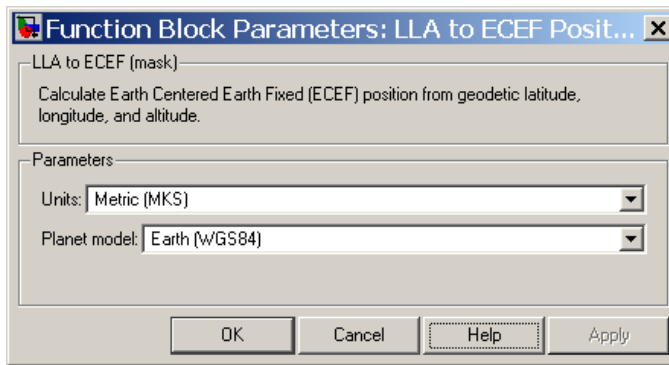 Function Block Parameters: LLA to ECEF Posit...
LLA to ECEF (mask)
Calculate Earth Centered Earth Fixed (ECEF) position from geodetic latitude,
longitude, and altitude.
Parameters
Units: Metric (MKS)
Planet model: Earth (WGS84)
OK Cancel Help Apply